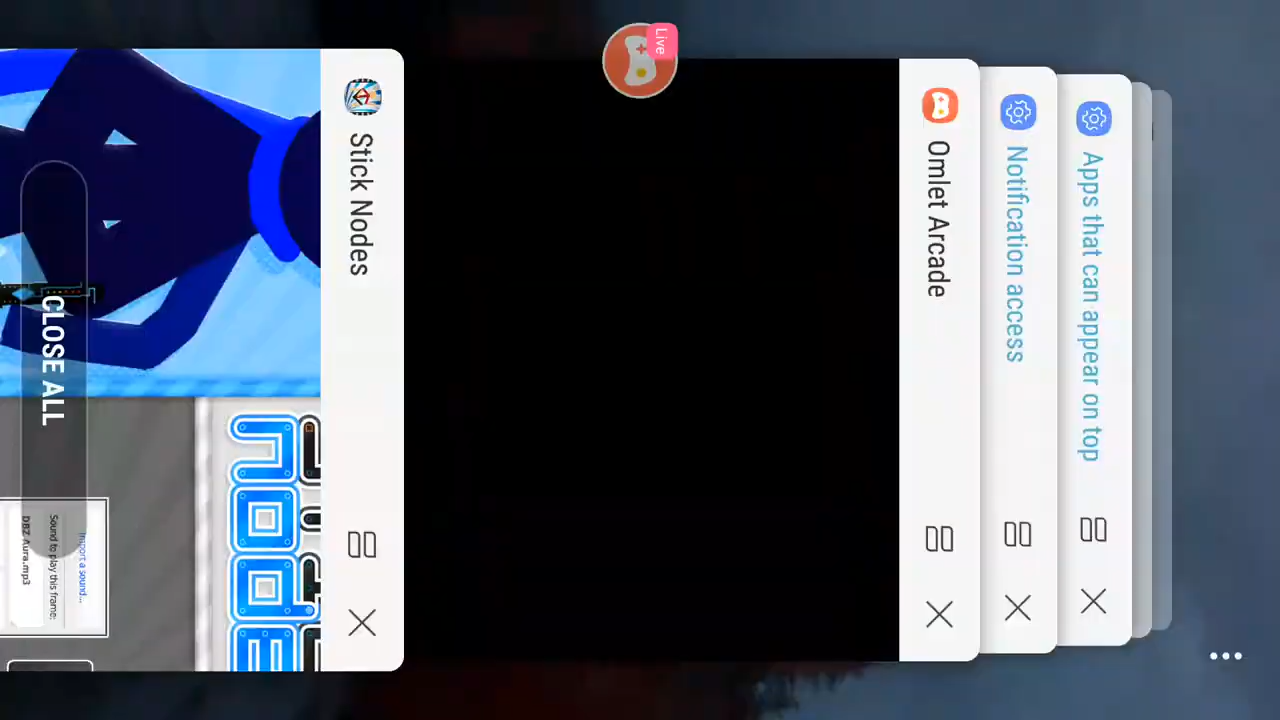 Apps that can appear on top
Notification access
Omlet Arcade
Live
Stick Nodes
Import a sound...
Sound to play this frame:
DBZ-Aura.mp3
CLOSE ALL